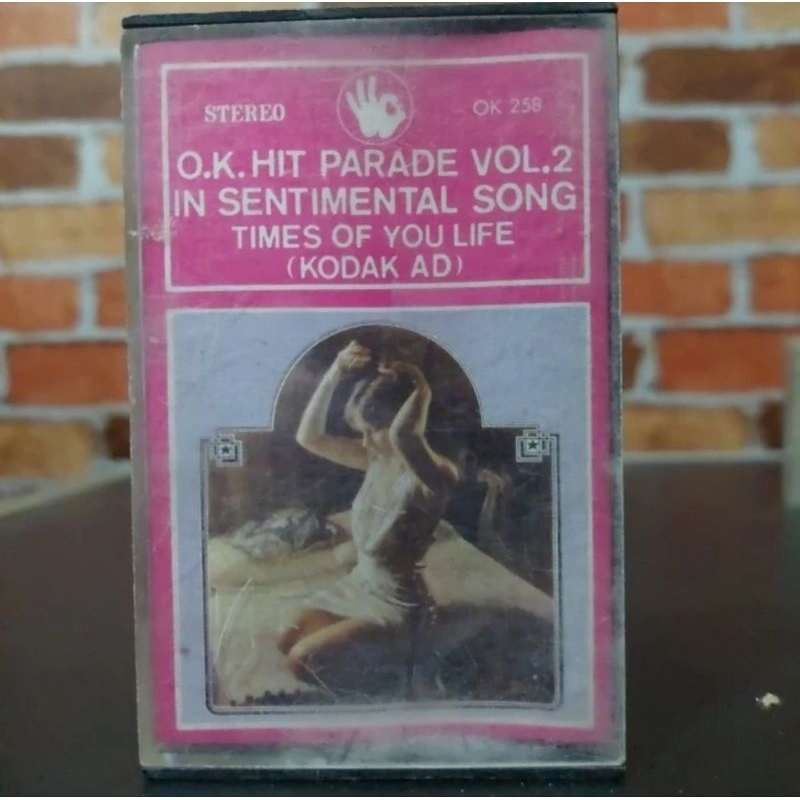 STEREO
OK 258
O.K. HIT PARADE VOL.2
IN SENTIMENTAL SONG
TIMES OF YOU LIFE
(KODAK AD)